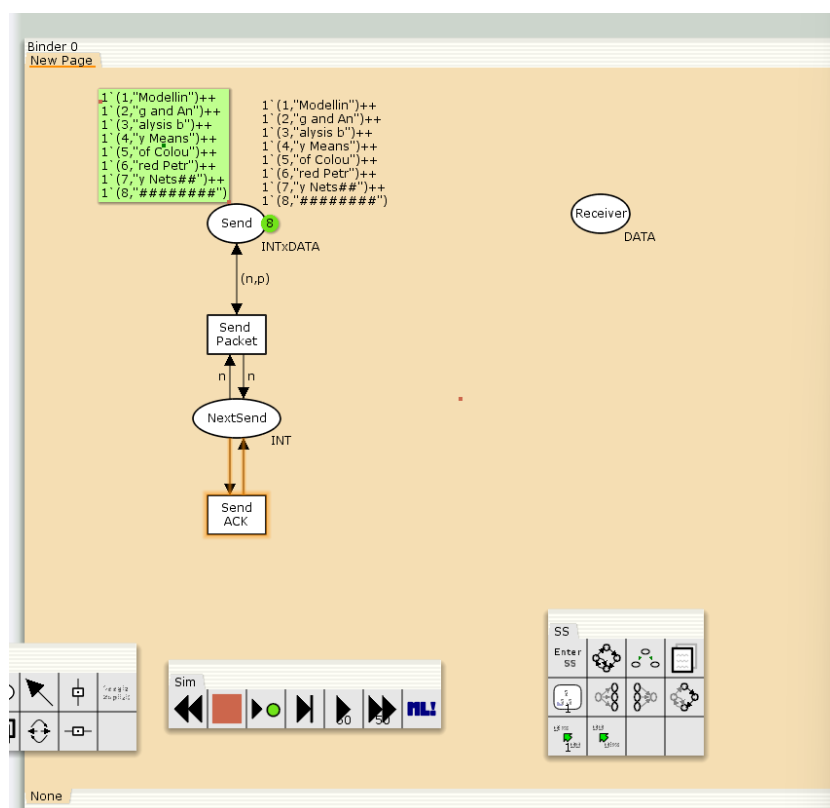 Binder 0
New Page
1`(1,"Modellin")++
1`(2,"g and An")++
1`(3,"alysis b")++
1`(4,"y Means")++
1`(5,"of Colou")++
1`(6,"red Petr")++
1`(7,"y Nets##")++
1`(8,"########")
1`(1,"Modellin")++
1`(2,"g and An")++
1`(3,"alysis b")++
1`(4,"y Means")++
1`(5,"of Colou")++
1`(6,"red Petr")++
1`(7,"y Nets##")++
1`(8,"########")
Send
8
INTxDATA
Receiver
DATA
(n,p)
Send
Packet
n
n
NextSend
INT
Send
ACK
SS
Enter
SS
Sim
50
ML!
1
None